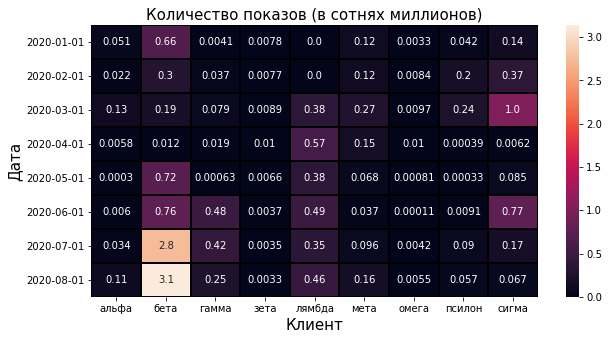 Количество показов (в сотнях миллионов)
2020-01-01 0.051 0.66 0.0041 0.0078 0.0 0.12 0.0033 0.042 0.14
2020-02-01 0.022 0.3 0.037 0.0077 0.0 0.12 0.0084 0.2 0.37
2020-03-01 0.13 0.19 0.079 0.0089 0.38 0.27 0.0097 0.24 1.0
2020-04-01 0.0058 0.012 0.019 0.01 0.57 0.15 0.01 0.00039 0.0062
2020-05-01 0.0003 0.72 0.00063 0.0066 0.38 0.068 0.00081 0.00033 0.085
2020-06-01 0.006 0.76 0.48 0.0037 0.49 0.037 0.00011 0.0091 0.77
2020-07-01 0.034 2.8 0.42 0.0035 0.35 0.096 0.0042 0.09 0.17
2020-08-01 0.11 3.1 0.25 0.0033 0.46 0.16 0.0055 0.057 0.067
альфа бета гамма зета лямбда мета омега псилон сигма
Клиент
Дата
3.0
2.5
2.0
1.5
1.0
0.5
0.0